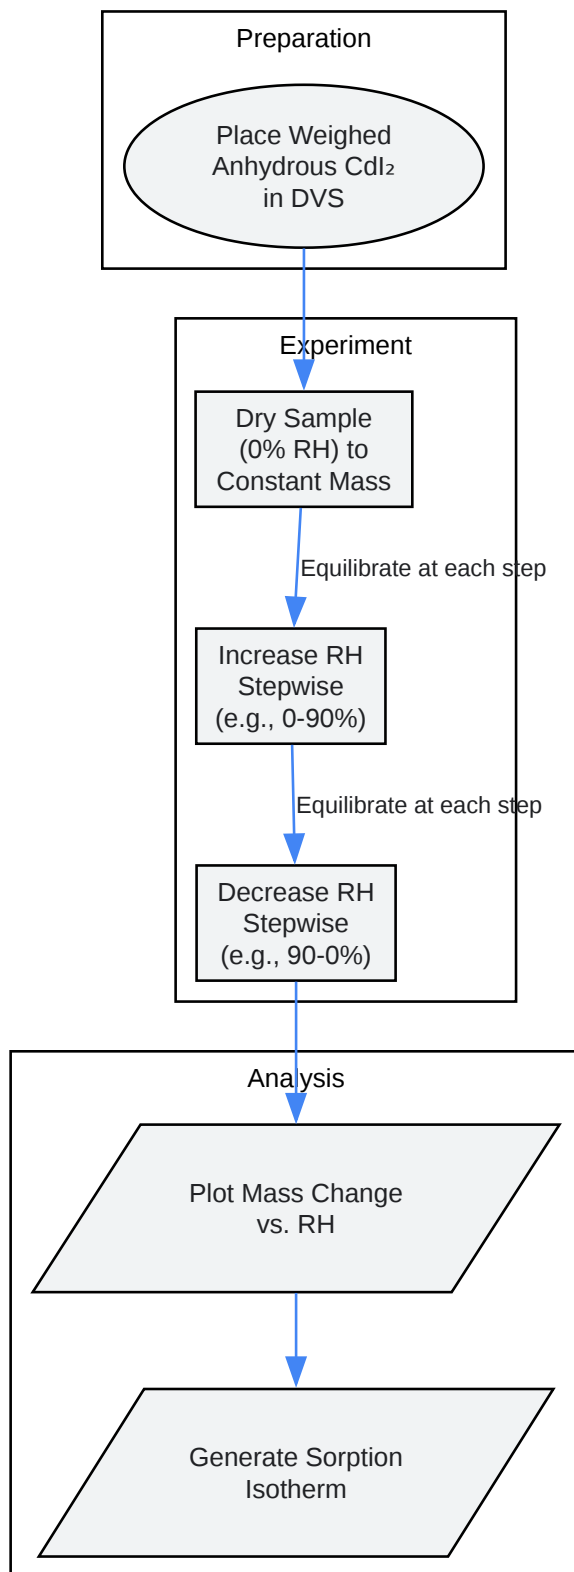 Preparation
Place Weighed
Anhydrous CdI₂
in DVS
Experiment
Dry Sample
(0% RH) to
Constant Mass
Equilibrate at each step
Increase RH
Stepwise
(e.g., 0-90%)
Equilibrate at each step
Decrease RH
Stepwise
(e.g., 90-0%)
Analysis
Plot Mass Change
vs. RH
Generate Sorption
Isotherm